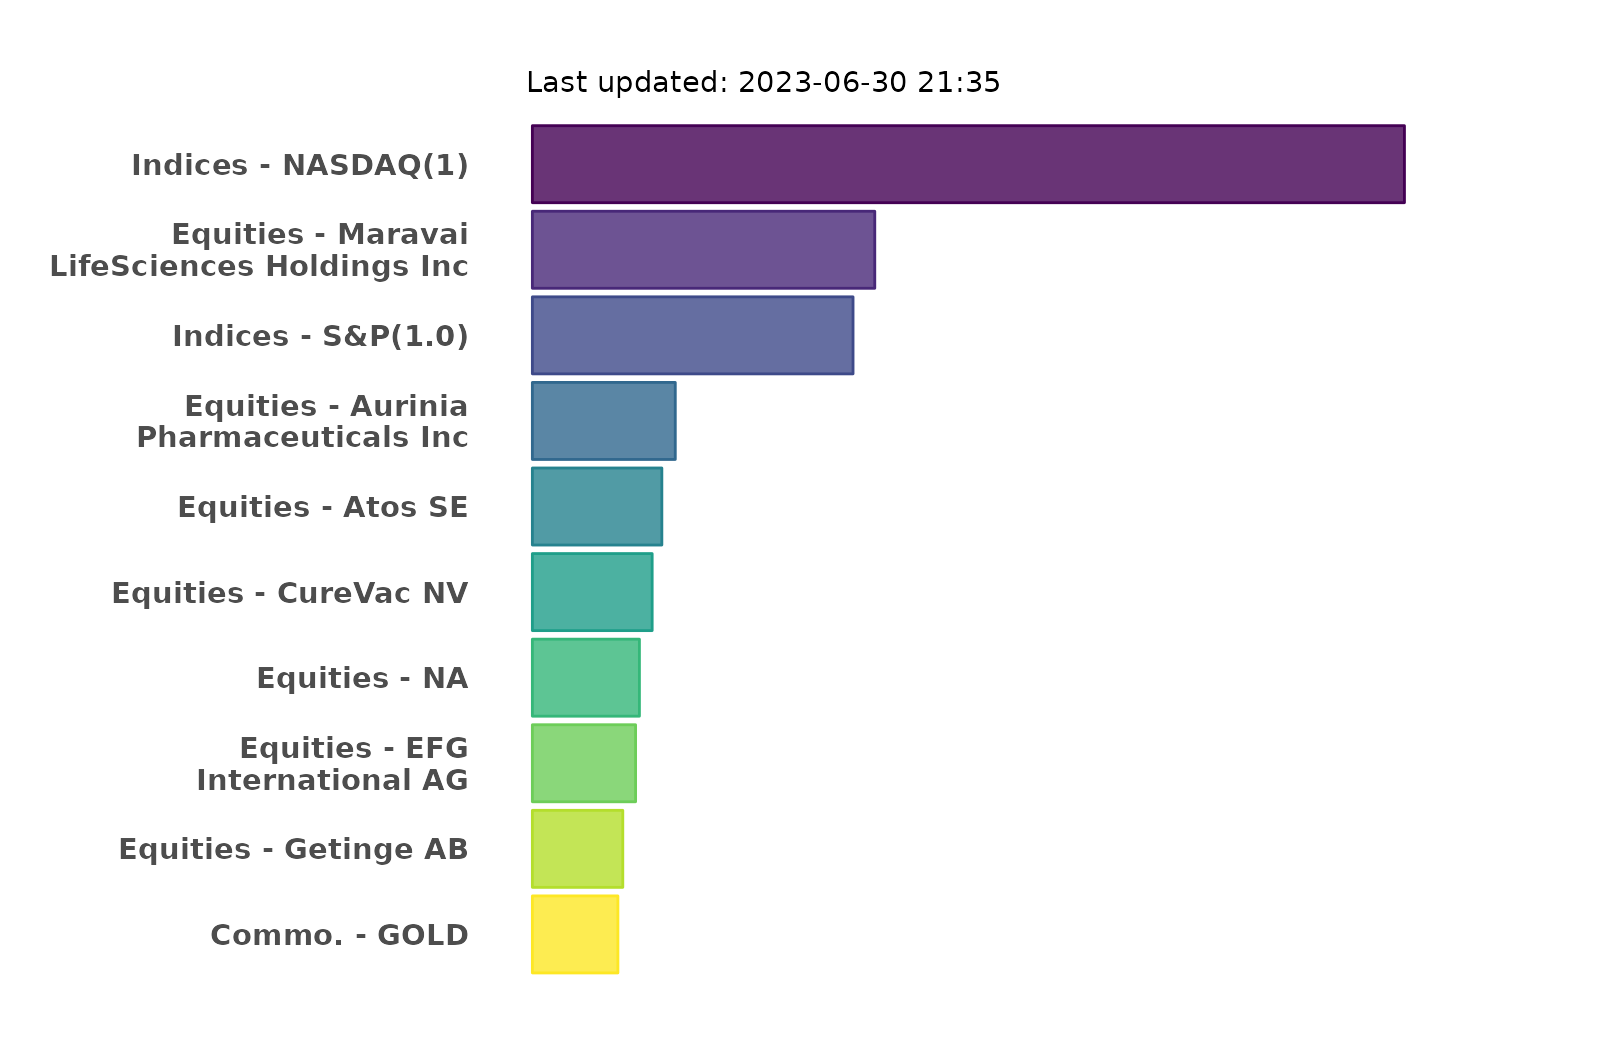 Last updated: 2023-06-30 21:35
Indices - NASDAQ(1)
Equities - Maravai
LifeSciences Holdings Inc
Indices - S&P(1.0)
Equities - Aurinia
Pharmaceuticals Inc
Equities - Atos SE
Equities - CureVac NV
Equities - NA
Equities - EFG
International AG
Equities - Getinge AB
Commo. - GOLD